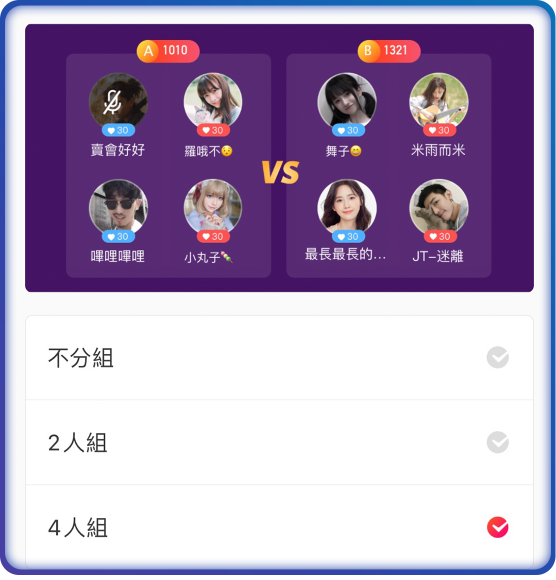 A 1010
B 1321
30
30
30
30
賣會好好
羅哦不😧
舞子😄
米雨而米
VS
30
30
30
30
嗶哩嗶哩
小丸子🍡
最長最長的...
JT-迷離
不分組
2人組
4人組